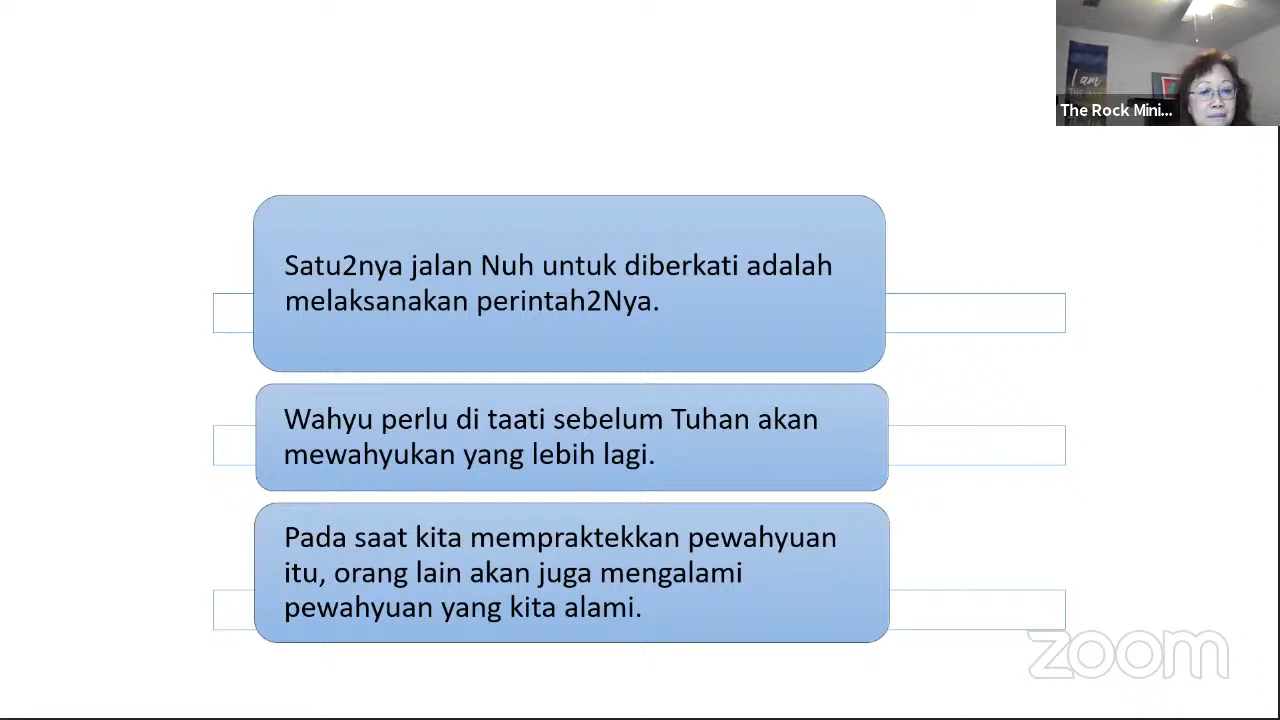 I am
The Rock Mini...
Satu2nya jalan Nuh untuk diberkati adalah
melaksanakan perintah2Nya.
Wahyu perlu di taati sebelum Tuhan akan
mewahyukan yang lebih lagi.
Pada saat kita mempraktekkan pewahyuan
itu, orang lain akan juga mengalami
pewahyuan yang kita alami.
zoom